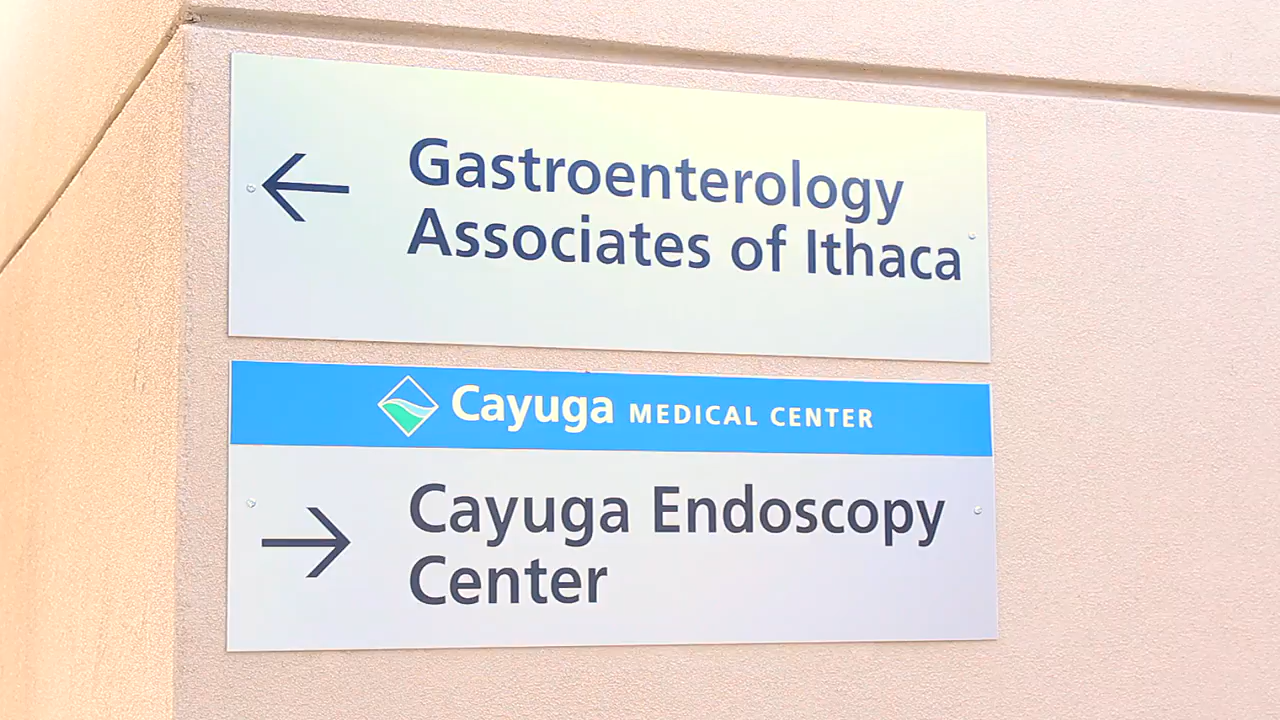 Gastroenterology
Associates of Ithaca
Cayuga MEDICAL CENTER
Cayuga Endoscopy
Center